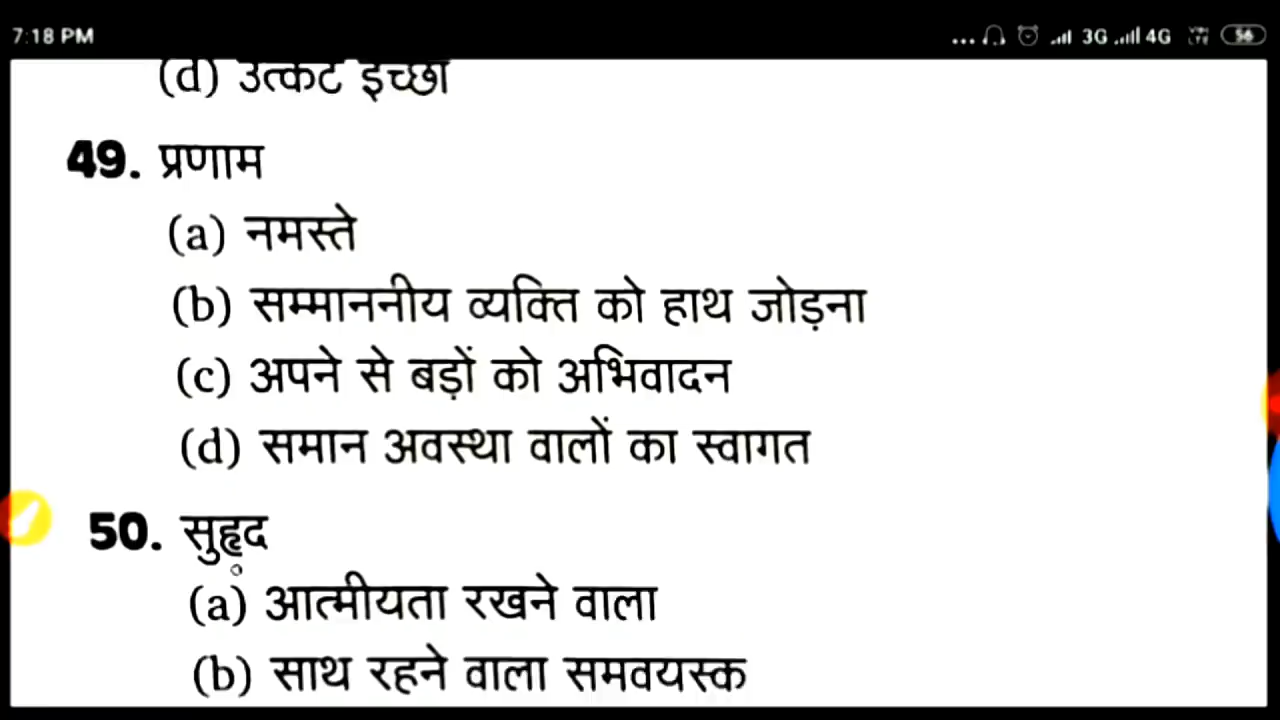 7:18 PM ... 3G 4G 56
(d) उत्कट इच्छा
49. प्रणाम
(a) नमस्ते
(b) सम्माननीय व्यक्ति को हाथ जोड़ना
(c) अपने से बड़ों को अभिवादन
(d) समान अवस्था वालों का स्वागत
50. सुहृद
(a) आत्मीयता रखने वाला
(b) साथ रहने वाला समवयस्क